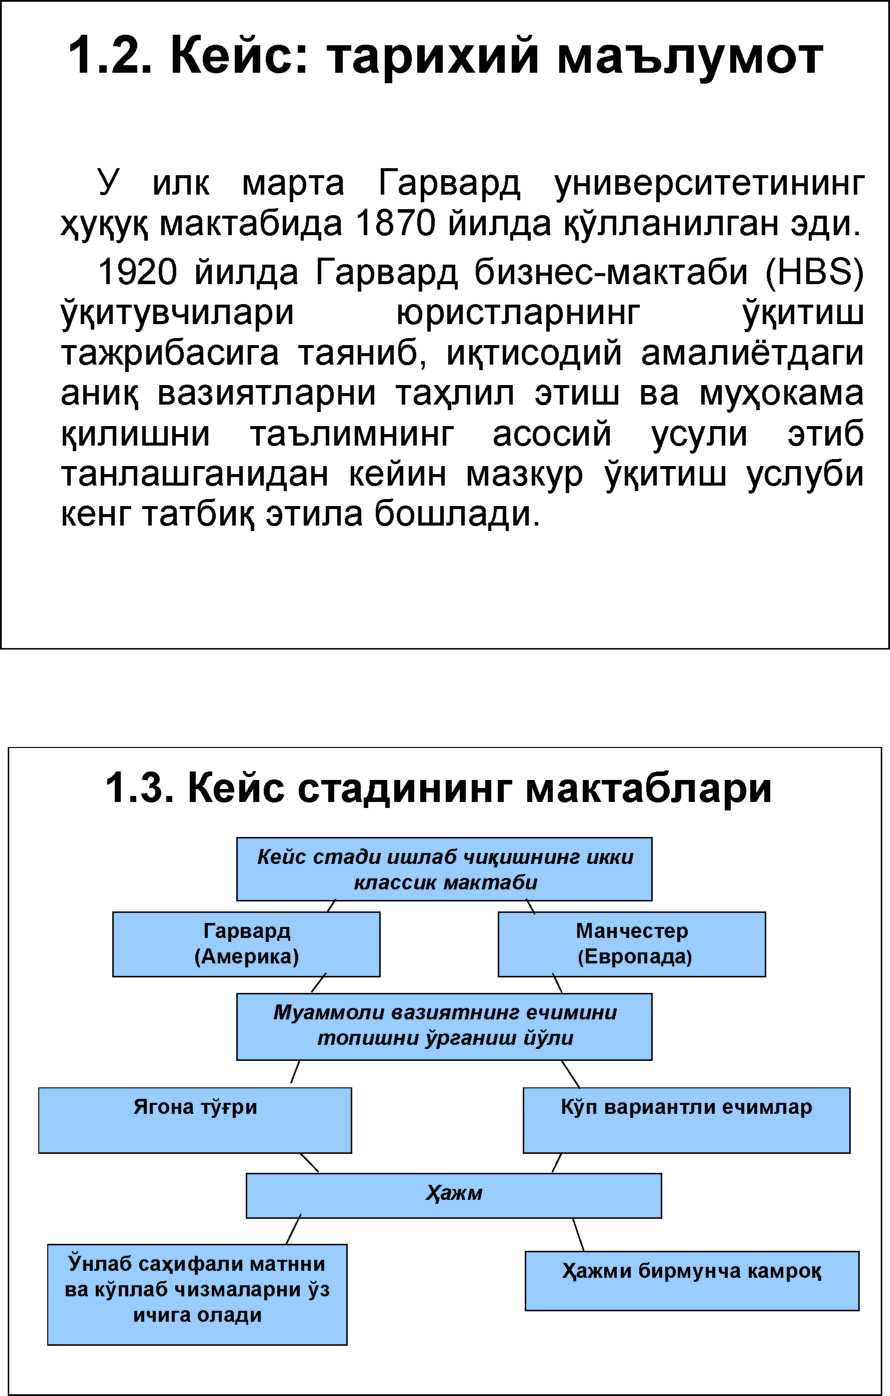 1.2. Кейс: тарихий маълумот
У илк марта Гарвард университетининг
ҳуқуқ мактабида 1870 йилда қўлланилган эди.
1920 йилда Гарвард бизнес-мактаби (HBS)
ўқитувчилари юристларнинг ўқитиш
тажрибасига таяниб, иқтисодий амалиётдаги
аниқ вазиятларни таҳлил этиш ва муҳокама
қилишни таълимнинг асосий усули этиб
танлашганидан кейин мазкур ўқитиш услуби
кенг татбиқ этила бошлади.
1.3. Кейс стадининг мактаблари
Кейс стади ишлаб чиқишнинг икки
классик мактаби
Гарвард
(Америка)
Манчестер
(Европада)
Муаммоли вазиятнинг ечимини
топишни ўрганиш йўли
Ягона тўғри
Кўп вариантли ечимлар
Ҳажм
Ўнлаб саҳифали матнни
ва кўплаб чизмаларни ўз
ичига олади
Ҳажми бирмунча камроқ